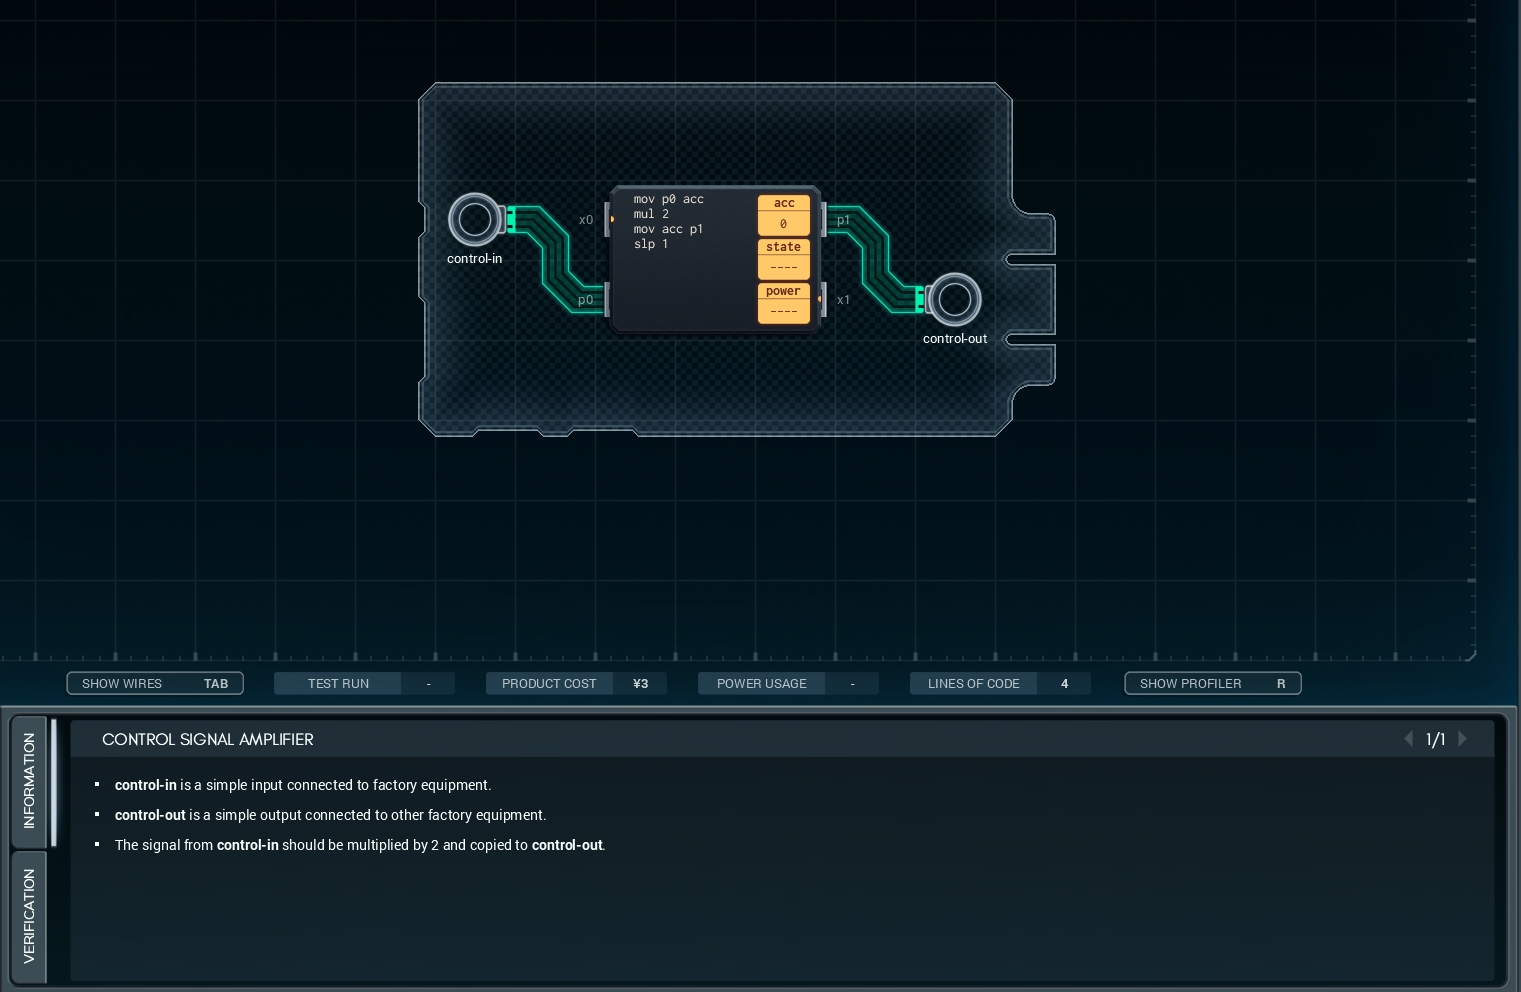 mov p0 acc
mul 2
mov acc p1
slp 1
acc
0
state
----
power
----
x0
p0
p1
x1
control-in
control-out
SHOW WIRES TAB
TEST RUN -
PRODUCT COST ¥3
POWER USAGE -
LINES OF CODE 4
SHOW PROFILER R
INFORMATION
VERIFICATION
CONTROL SIGNAL AMPLIFIER
1/1
▪ control-in is a simple input connected to factory equipment.
▪ control-out is a simple output connected to other factory equipment.
▪ The signal from control-in should be multiplied by 2 and copied to control-out.